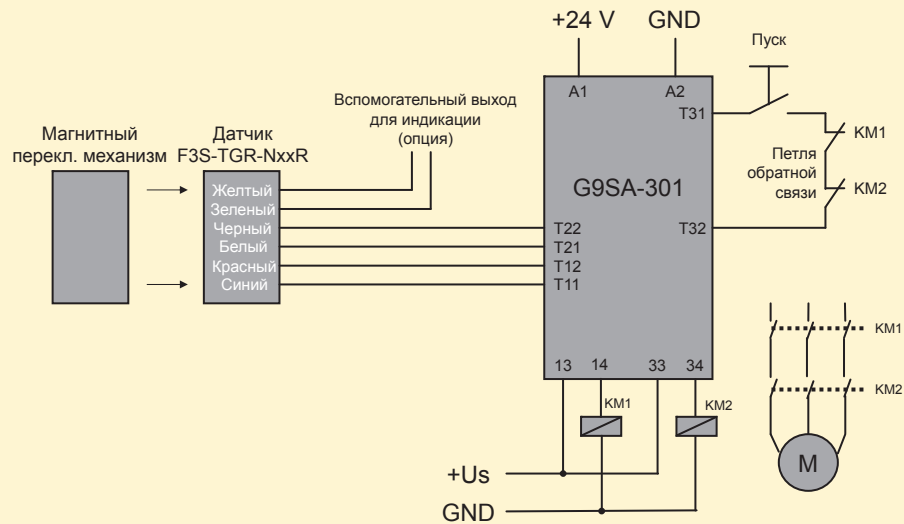 +24 V
GND
Пуск
A1
A2
T31
Вспомогательный выход
для индикации
(опция)
Магнитный
перекл. механизм
Датчик
F3S-TGR-NxxR
KM1
Петля
обратной
связи
KM2
G9SA-301
Желтый
Зеленый
Черный
Белый
Красный
Синий
T22
T21
T12
T11
T32
KM1
KM2
M
13
14
33
34
KM1
KM2
+Us
GND